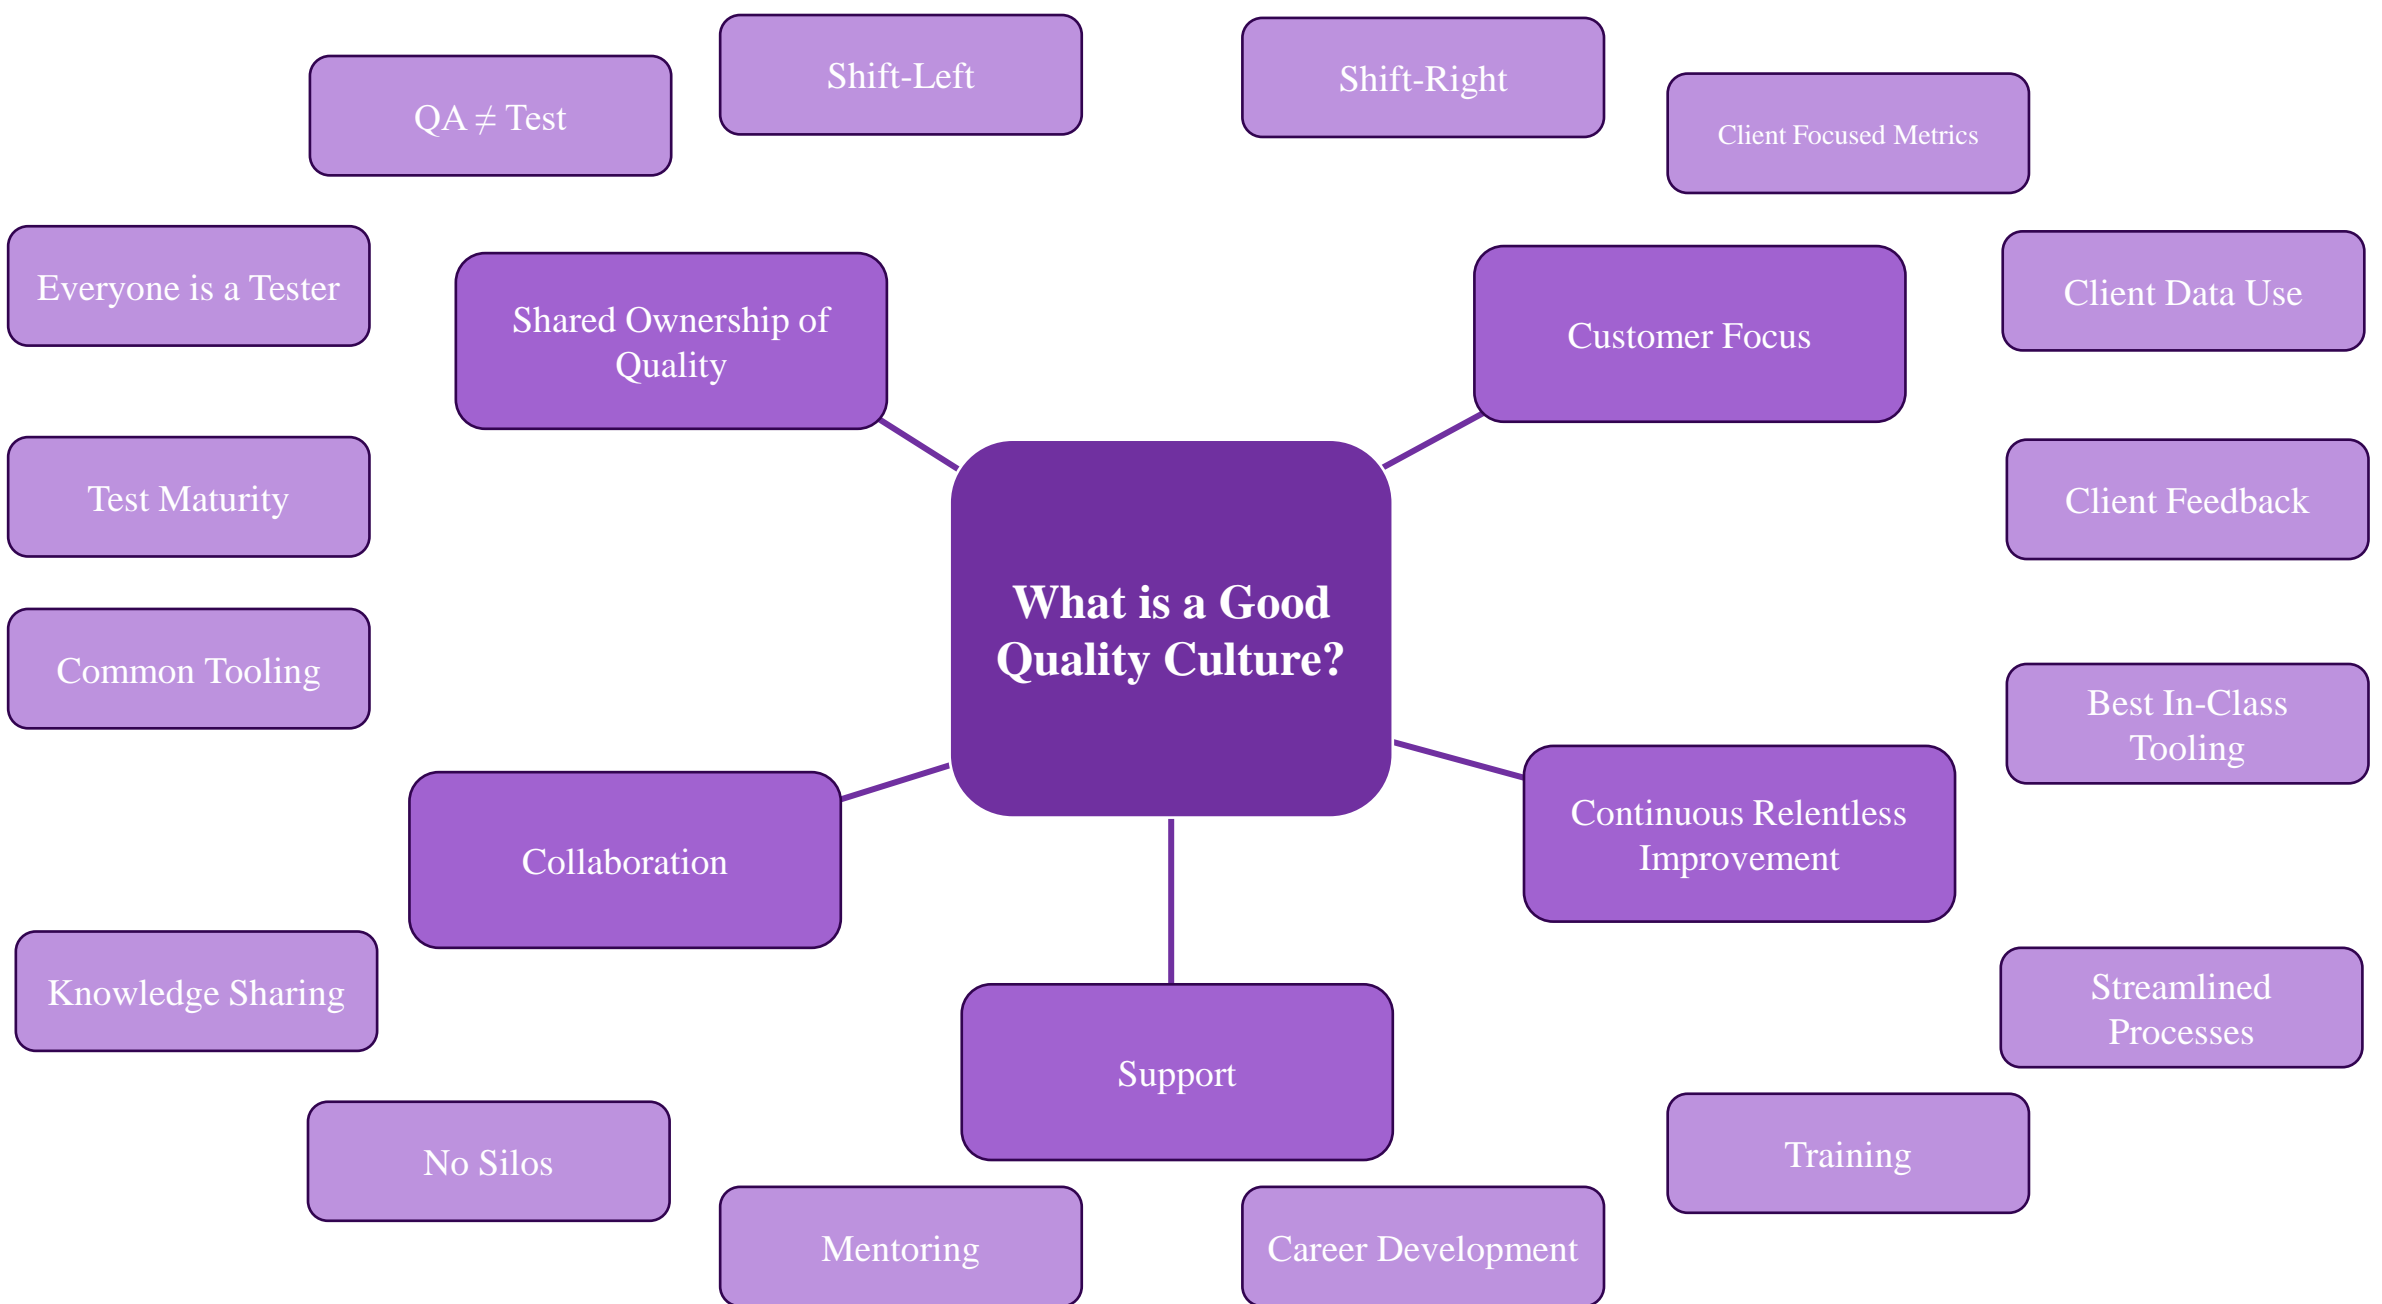 Shift-Left
Shift-Right
QA ≠ Test
Client Focused Metrics
Everyone is a Tester
Client Data Use
Shared Ownership of
Quality
Customer Focus
Test Maturity
Client Feedback
What is a Good
Quality Culture?
Common Tooling
Best In-Class
Tooling
Collaboration
Continuous Relentless
Improvement
Knowledge Sharing
Streamlined
Processes
Support
No Silos
Training
Mentoring
Career Development